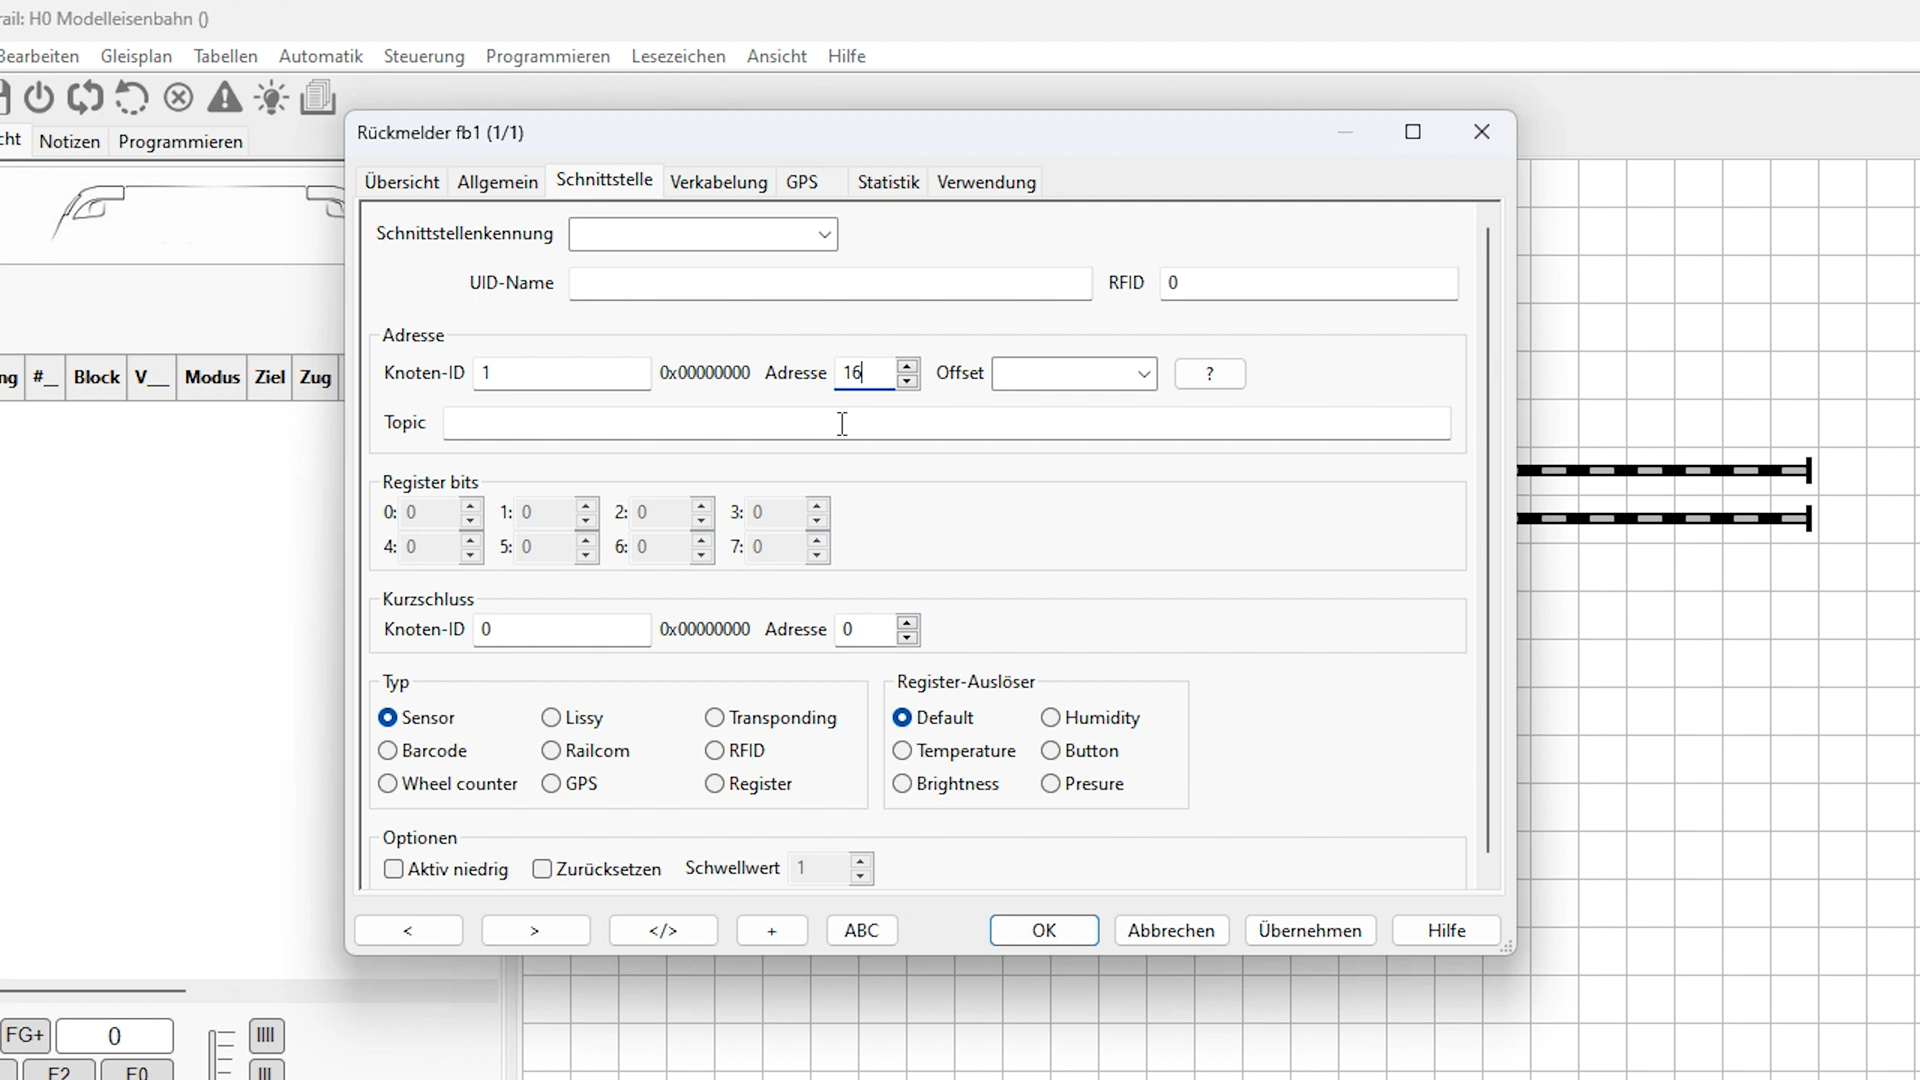 rail: H0 Modelleisenbahn ()
Bearbeiten Gleisplan Tabellen Automatik Steuerung Programmieren Lesezeichen Ansicht Hilfe
Notizen Programmieren
Rückmelder fb1 (1/1)
Übersicht Allgemein Schnittstelle Verkabelung GPS Statistik Verwendung
Schnittstellenkennung
UID-Name RFID 0
Adresse
Knoten-ID 1 0x00000000 Adresse 16 Offset ?
Topic
#_ Block V__ Modus Ziel Zug
Register bits
0: 0 1: 0 2: 0 3: 0
4: 0 5: 0 6: 0 7: 0
Kurzschluss
Knoten-ID 0 0x00000000 Adresse 0
Typ Register-Auslöser
Sensor Lissy Transponding Default Humidity
Barcode Railcom RFID Temperature Button
Wheel counter GPS Register Brightness Presure
Optionen
Aktiv niedrig Zurücksetzen Schwellwert 1
< > </> + ABC OK Abbrechen Übernehmen Hilfe
FG+ 0
F2 F0